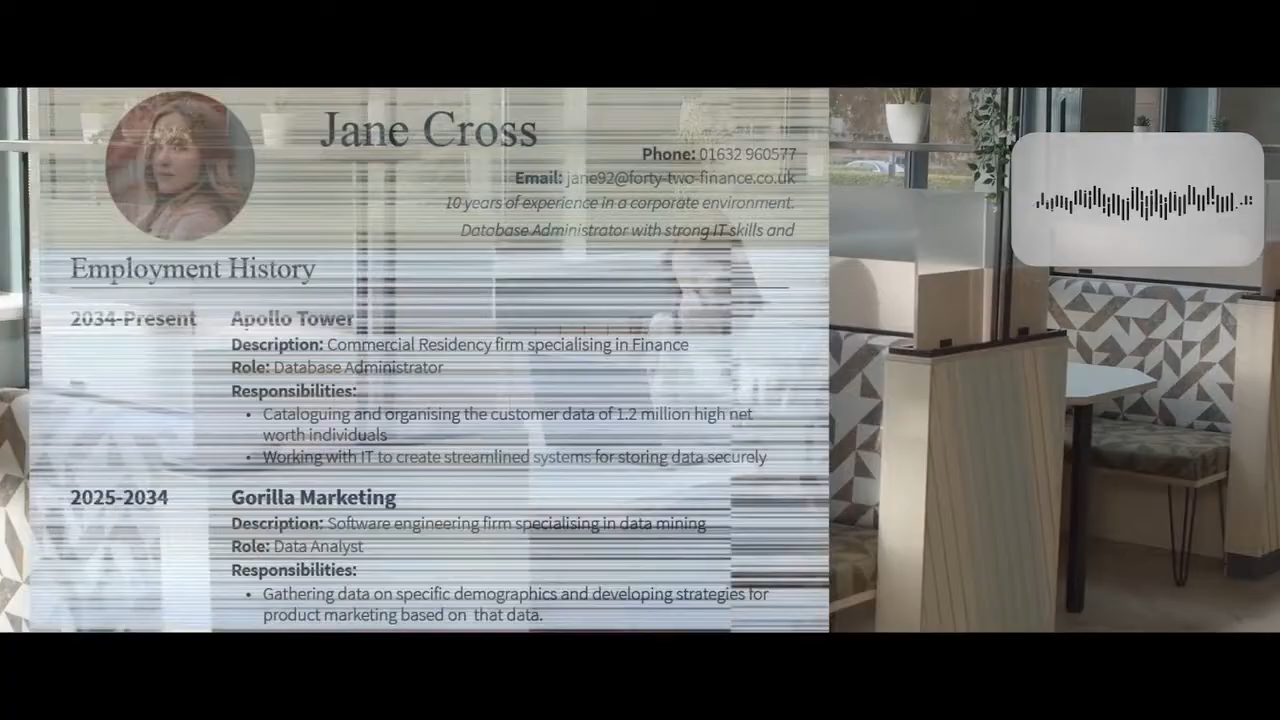 Jane Cross
Phone: 01632 960577
Email: jane92@forty-two-finance.co.uk
10 years of experience in a corporate environment.
Database Administrator with strong IT skills and
Employment History
2034-Present Apollo Tower
Description: Commercial Residency firm specialising in Finance
Role: Database Administrator
Responsibilities:
• Cataloguing and organising the customer data of 1.2 million high net
worth individuals
• Working with IT to create streamlined systems for storing data securely
2025-2034 Gorilla Marketing
Description: Software engineering firm specialising in data mining
Role: Data Analyst
Responsibilities:
• Gathering data on specific demographics and developing strategies for
product marketing based on that data.